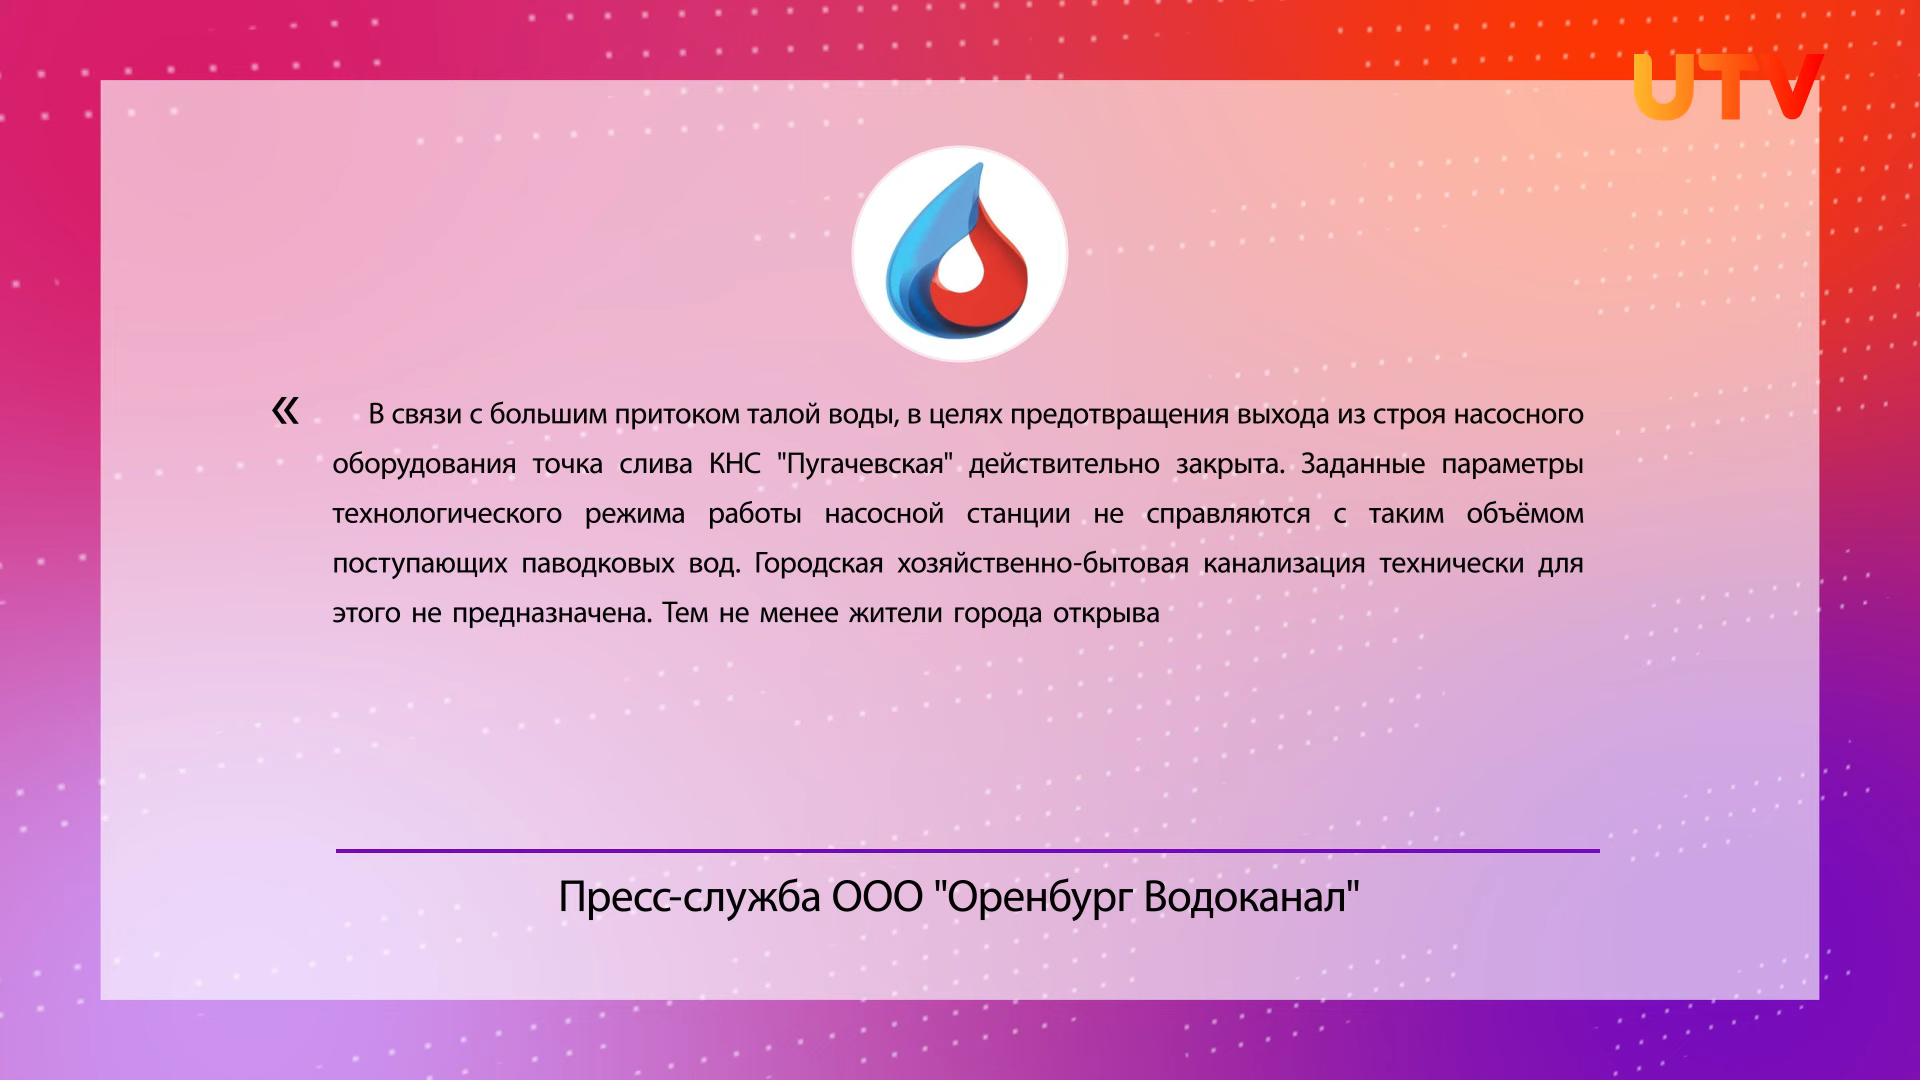 UTV
« В связи с большим притоком талой воды, в целях предотвращения выхода из строя насосного
оборудования точка слива КНС "Пугачевская" действительно закрыта. Заданные параметры
технологического режима работы насосной станции не справляются с таким объёмом
поступающих паводковых вод. Городская хозяйственно-бытовая канализация технически для
этого не предназначена. Тем не менее жители города открыва
Пресс-служба ООО "Оренбург Водоканал"